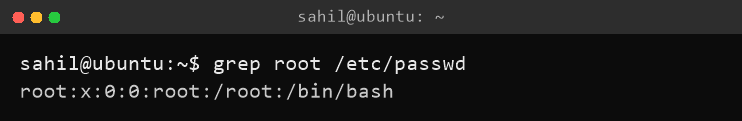 sahil@ubuntu: ~
sahil@ubuntu:~$ grep root /etc/passwd
root:x:0:0:root:/root:/bin/bash